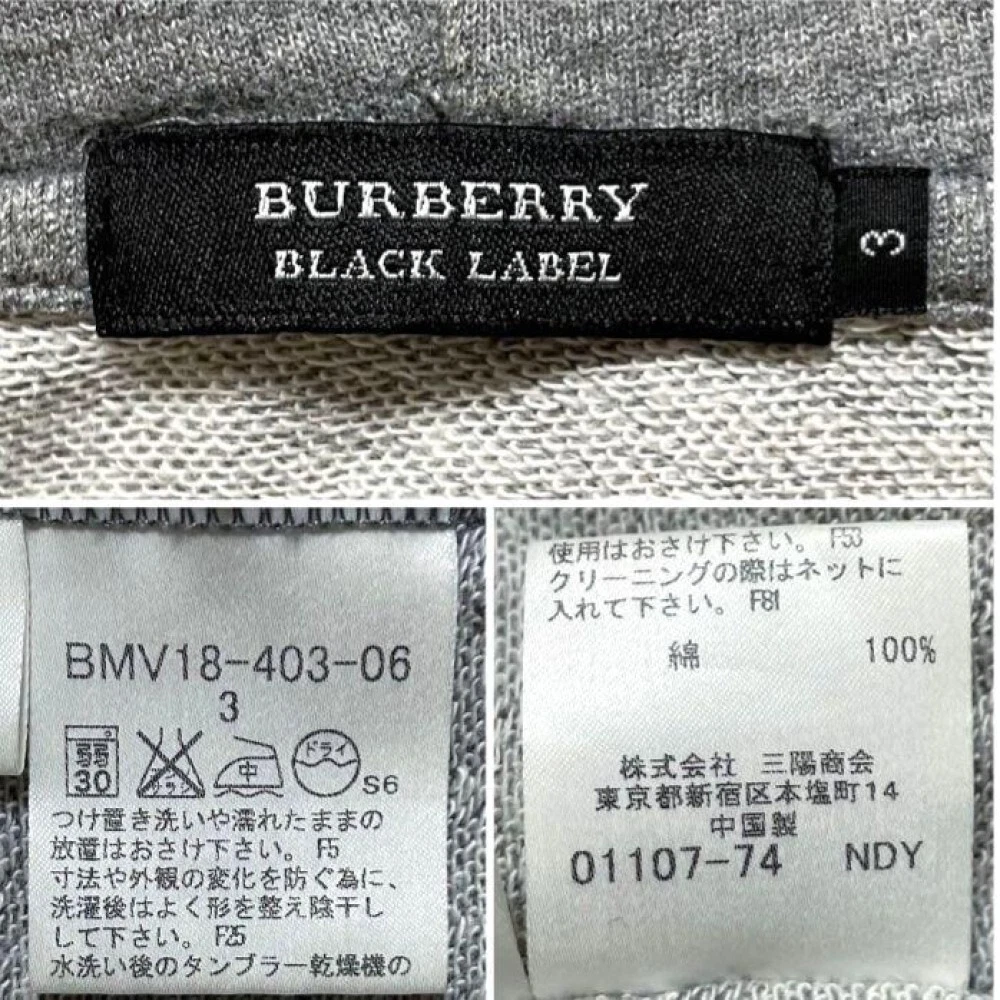 BURBERRY
BLACK LABEL
3
BMV18-403-06
3
弱
30
エンソサラシ
中
ドライ
S6
つけ置き洗いや濡れたままの
放置はおさけ下さい。 F5
寸法や外観の変化を防ぐ為に、
洗濯後はよく形を整え陰干し
して下さい。 F25
水洗い後のタンブラー乾燥機の
使用はおさけ下さい。 F53
クリーニングの際はネットに
入れて下さい。 F81
綿 100%
株式会社 三陽商会
東京都新宿区本塩町14
中国製
01107-74 NDY